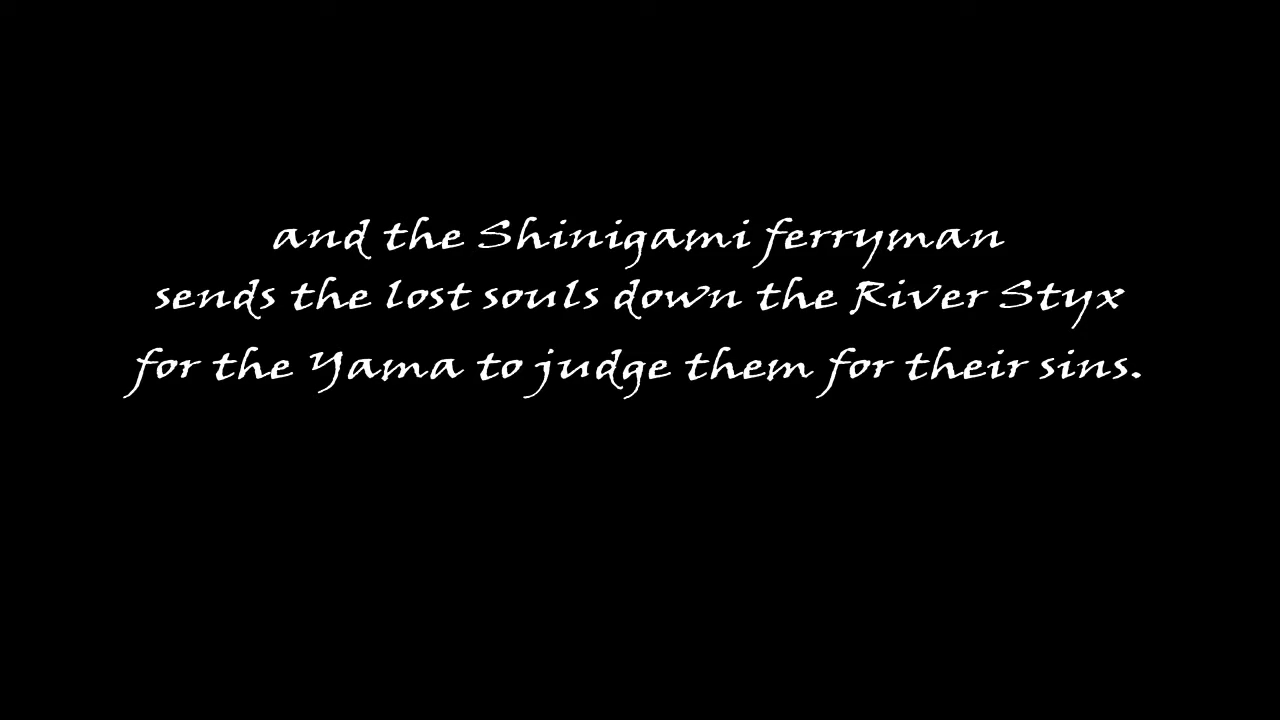 and the Shinigami ferryman
sends the lost souls down the River Styx
for the Yama to judge them for their sins.